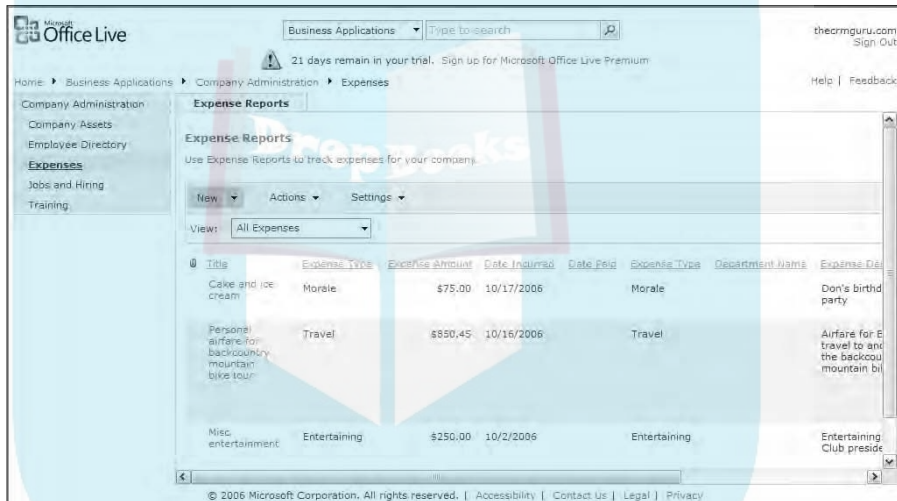 Microsoft
Office Live
Business Applications
Type to search
thecrmguru.com
Sign Out
21 days remain in your trial. Sign up for Microsoft Office Live Premium
Home Business Applications Company Administration Expenses
Help | Feedback
Company Administration
Company Assets
Employee Directory
Expenses
Jobs and Hiring
Training
Expense Reports
DropBooks
Expense Reports
Use Expense Reports to track expenses for your company.
New Actions Settings
View: All Expenses
Title Expense Type Expense Amount Date Incurred Date Paid Expense Type Department Name Expense Des
Cake and ice cream Morale $75.00 10/17/2006 Morale Don's birthd
party
Personal airfare for backcountry mountain bike tour Travel $850.45 10/16/2006 Travel Airfare for B
travel to and
the backcou
mountain bil
Misc. entertainment Entertaining $250.00 10/2/2006 Entertaining Entertaining
Club preside
© 2006 Microsoft Corporation. All rights reserved. | Accessibility | Contact Us | Legal | Privacy